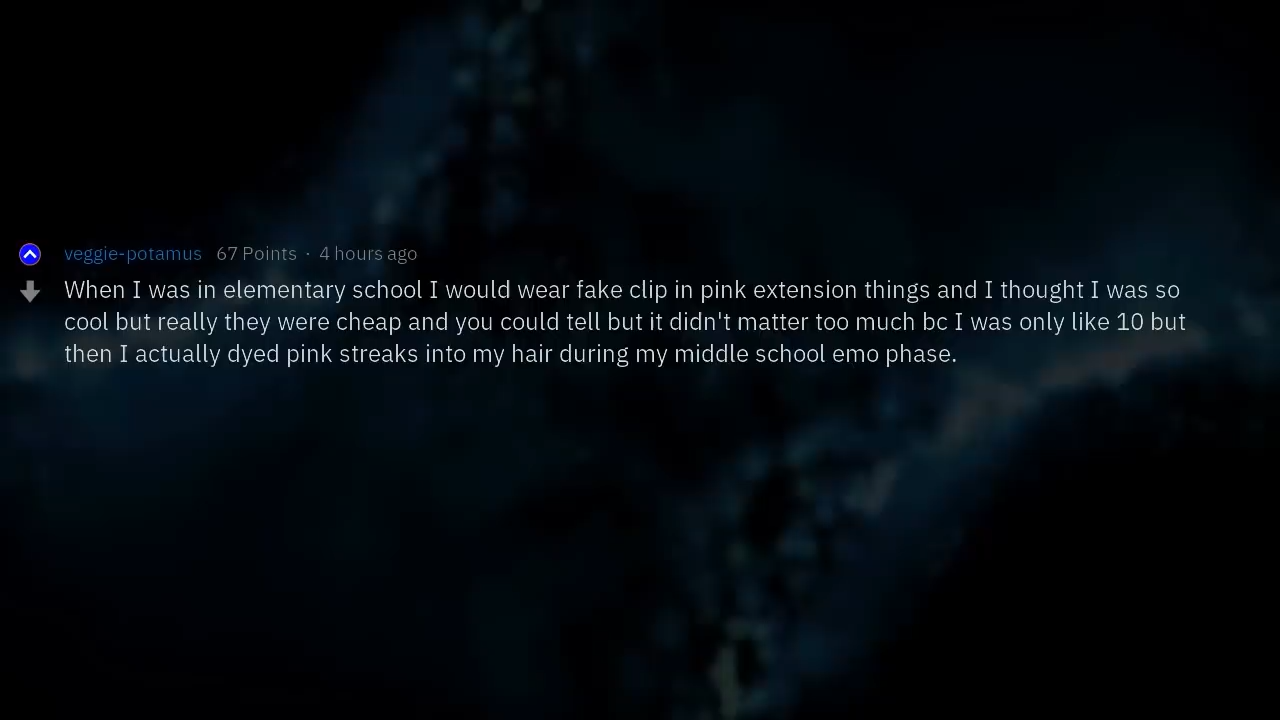 veggie-potamus 67 Points · 4 hours ago
When I was in elementary school I would wear fake clip in pink extension things and I thought I was so
cool but really they were cheap and you could tell but it didn't matter too much bc I was only like 10 but
then I actually dyed pink streaks into my hair during my middle school emo phase.